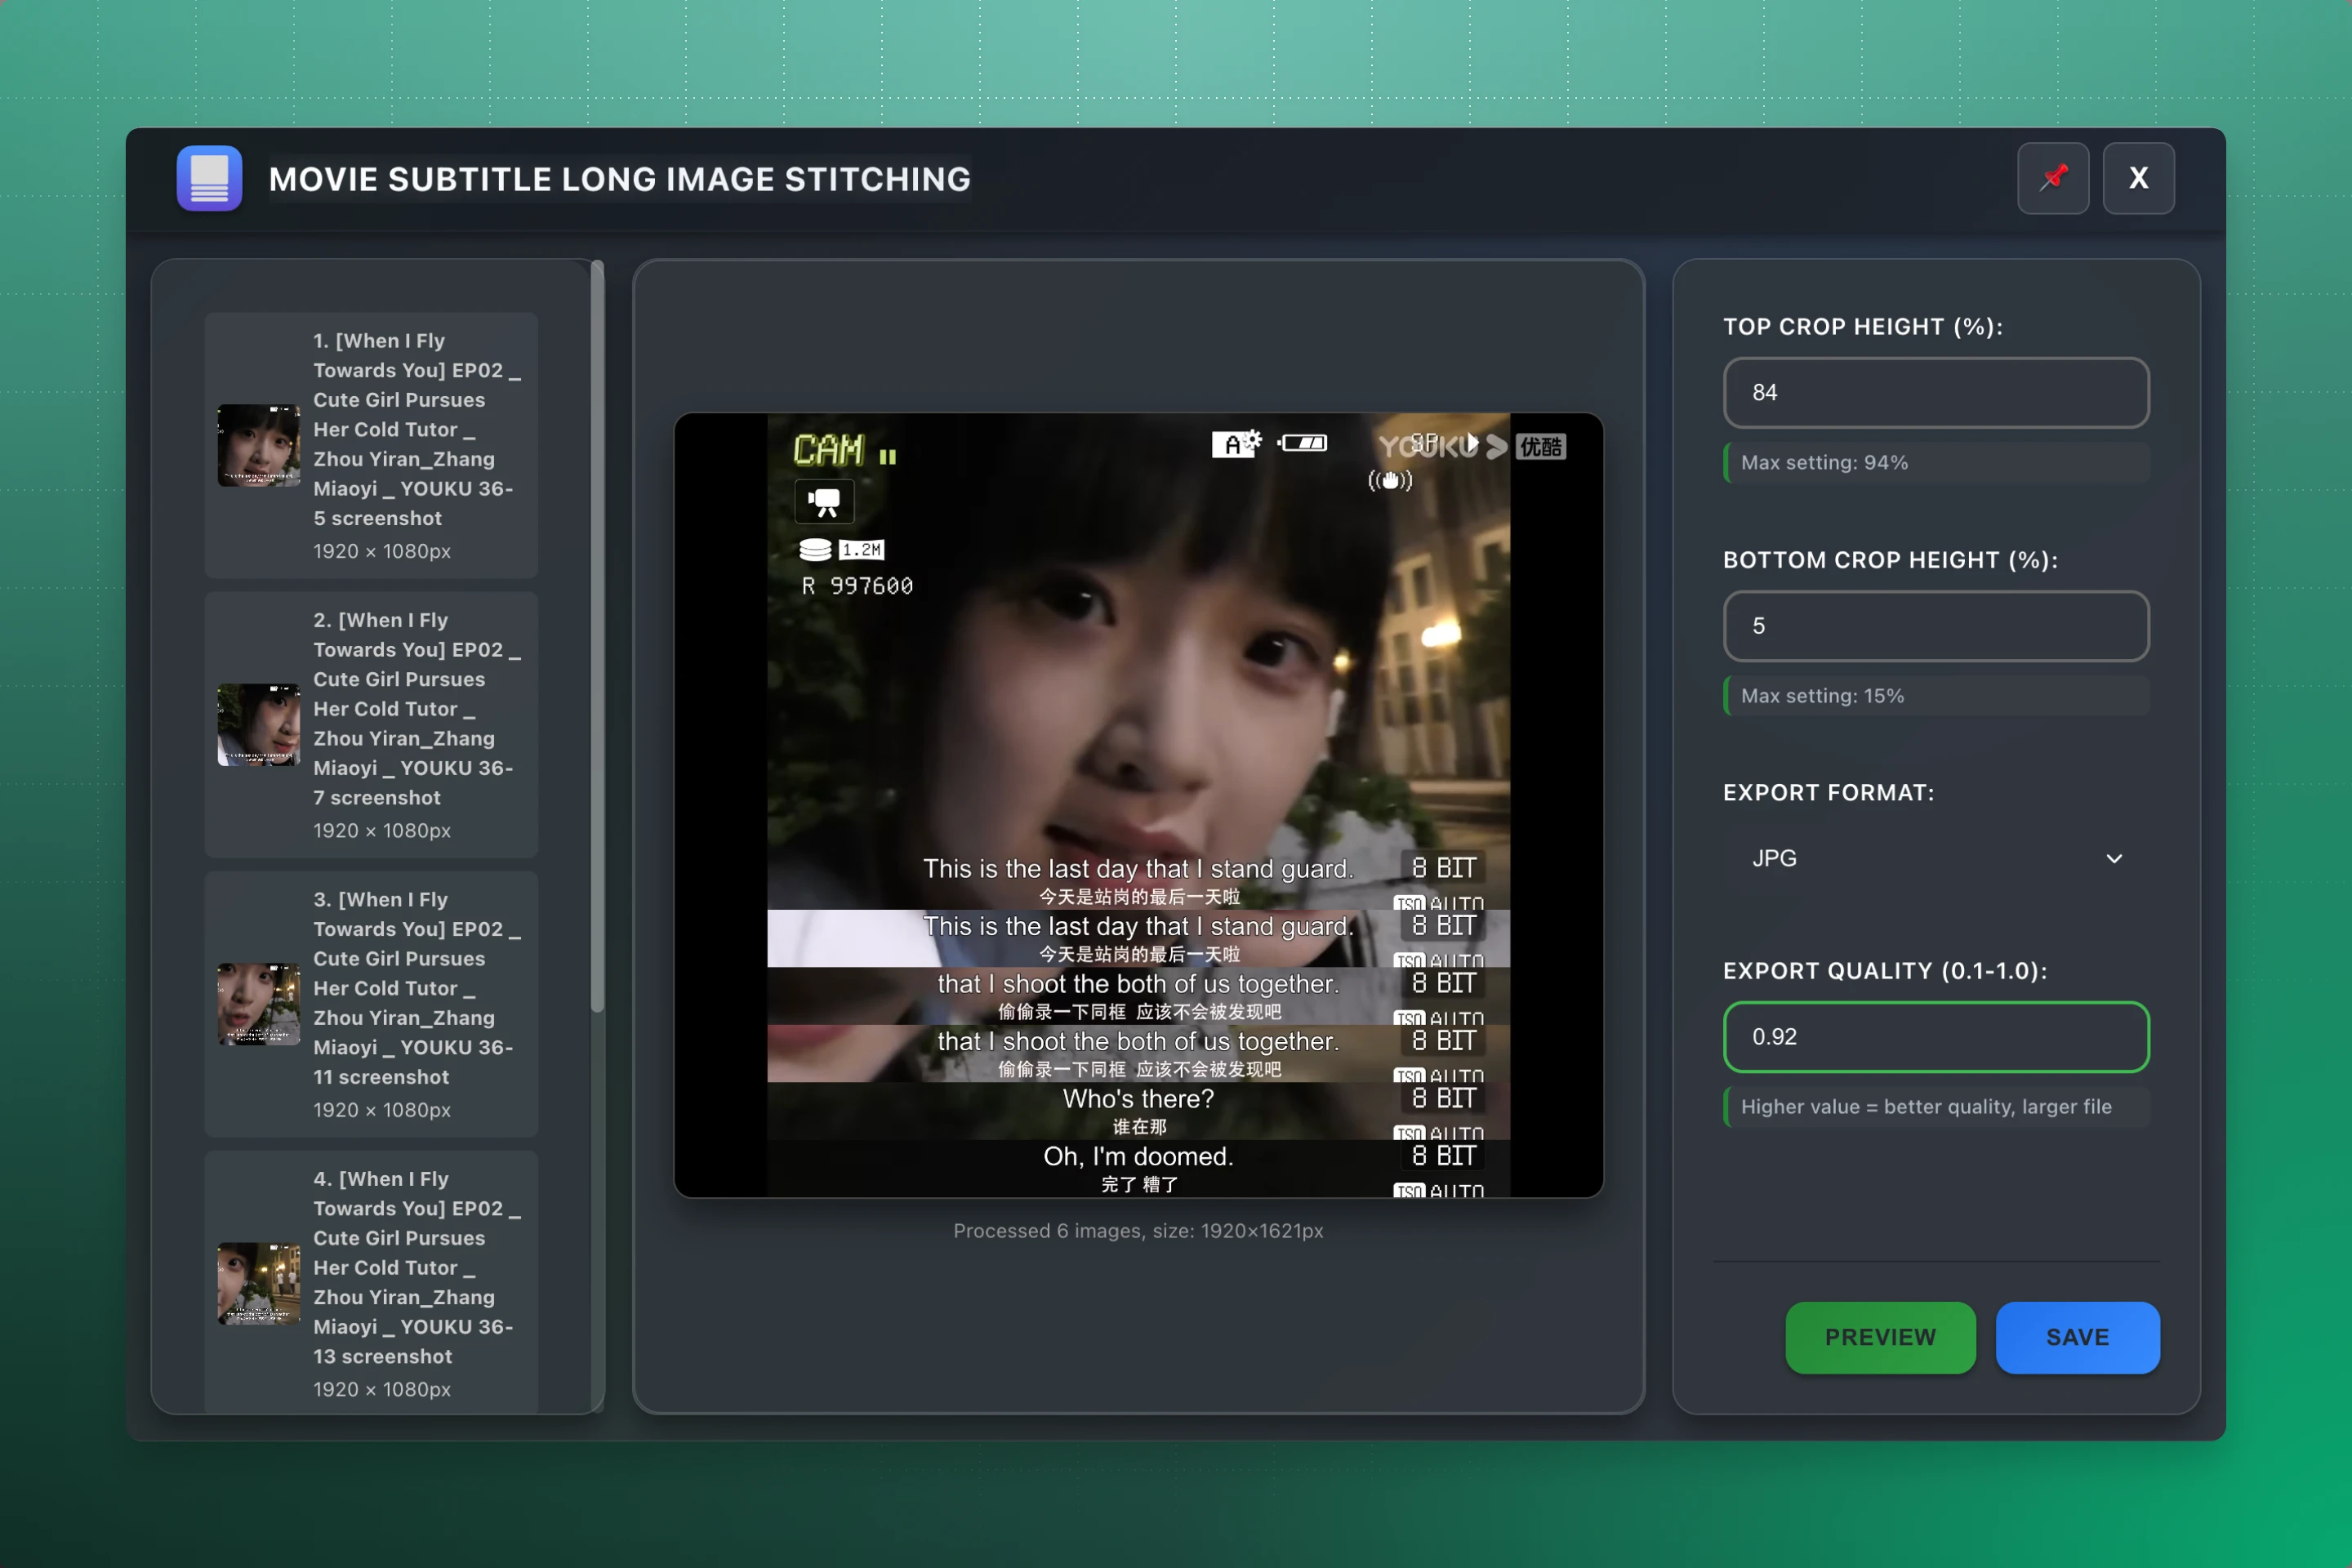 MOVIE SUBTITLE LONG IMAGE STITCHING
X
1. [When I Fly
Towards You] EP02 _
Cute Girl Pursues
Her Cold Tutor _
Zhou Yiran_Zhang
Miaoyi _ YOUKU 36-
5 screenshot
1920 × 1080px
2. [When I Fly
Towards You] EP02 _
Cute Girl Pursues
Her Cold Tutor _
Zhou Yiran_Zhang
Miaoyi _ YOUKU 36-
7 screenshot
1920 × 1080px
3. [When I Fly
Towards You] EP02 _
Cute Girl Pursues
Her Cold Tutor _
Zhou Yiran_Zhang
Miaoyi _ YOUKU 36-
11 screenshot
1920 × 1080px
4. [When I Fly
Towards You] EP02 _
Cute Girl Pursues
Her Cold Tutor _
Zhou Yiran_Zhang
Miaoyi _ YOUKU 36-
13 screenshot
1920 × 1080px
CAM
A
SP
YOUKU 优酷
1.2M
R 997600
This is the last day that I stand guard.
8 BIT
今天是站岗的最后一天啦
ISO AUTO
This is the last day that I stand guard.
8 BIT
今天是站岗的最后一天啦
ISO AUTO
that I shoot the both of us together.
8 BIT
偷偷录一下同框 应该不会被发现吧
ISO AUTO
that I shoot the both of us together.
8 BIT
偷偷录一下同框 应该不会被发现吧
ISO AUTO
Who's there?
8 BIT
谁在那
ISO AUTO
Oh, I'm doomed.
8 BIT
完了 糟了
ISO AUTO
Processed 6 images, size: 1920×1621px
TOP CROP HEIGHT (%):
84
Max setting: 94%
BOTTOM CROP HEIGHT (%):
5
Max setting: 15%
EXPORT FORMAT:
JPG
EXPORT QUALITY (0.1-1.0):
0.92
Higher value = better quality, larger file
PREVIEW
SAVE